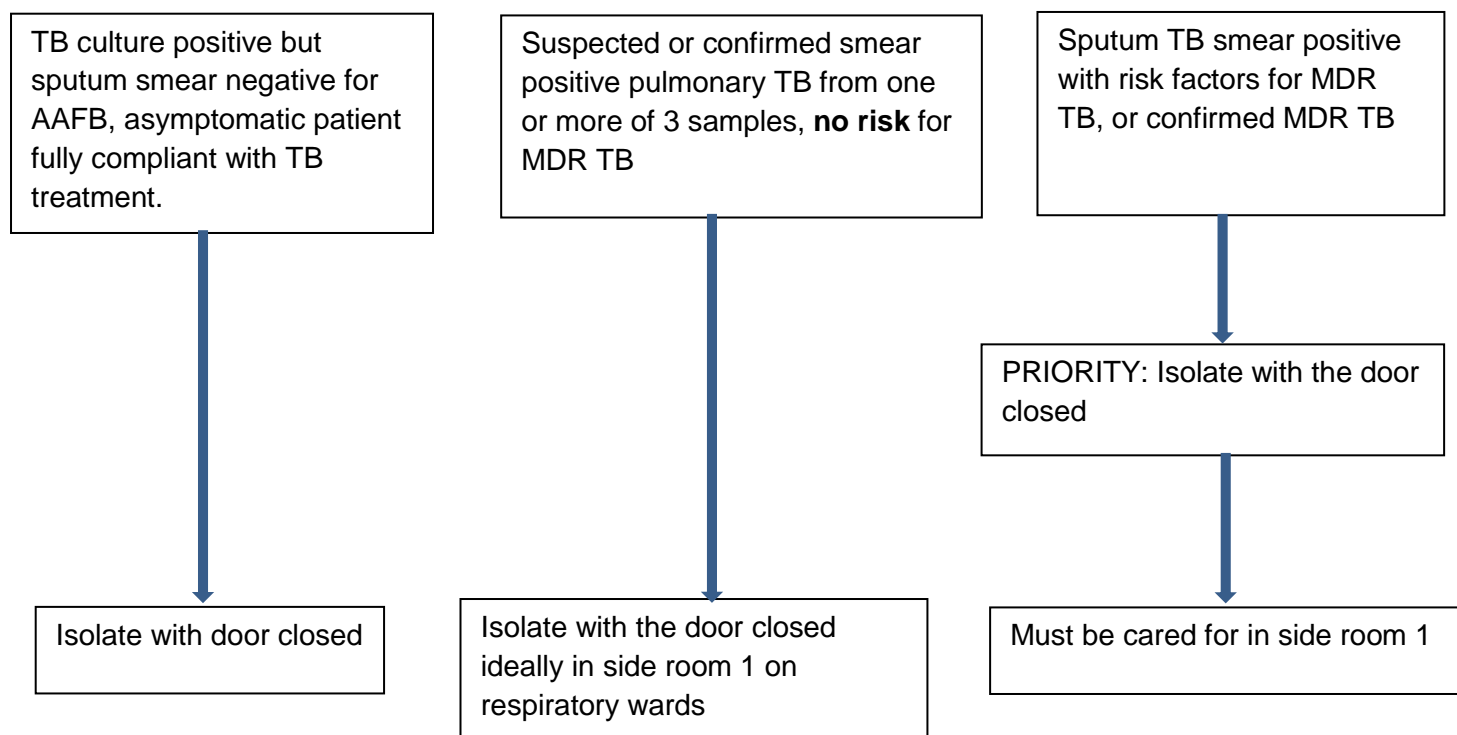 TB culture positive but
sputum smear negative for
AAFB, asymptomatic patient
fully compliant with TB
treatment.
Suspected or confirmed smear
positive pulmonary TB from one
or more of 3 samples, no risk for
MDR TB
Sputum TB smear positive
with risk factors for MDR
TB, or confirmed MDR TB
PRIORITY: Isolate with the door
closed
Isolate with door closed
Isolate with the door closed
ideally in side room 1 on
respiratory wards
Must be cared for in side room 1